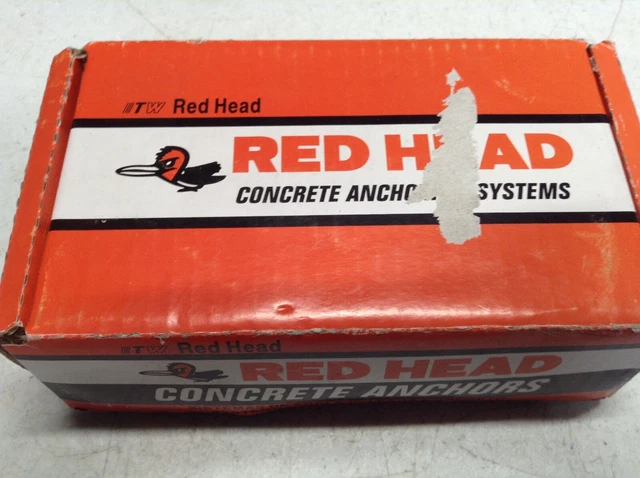 ITW Red Head
RED H AD
CONCRETE ANCHO SYSTEMS
ITW Red Head
RED HEAD
CONCRETE ANCHORS